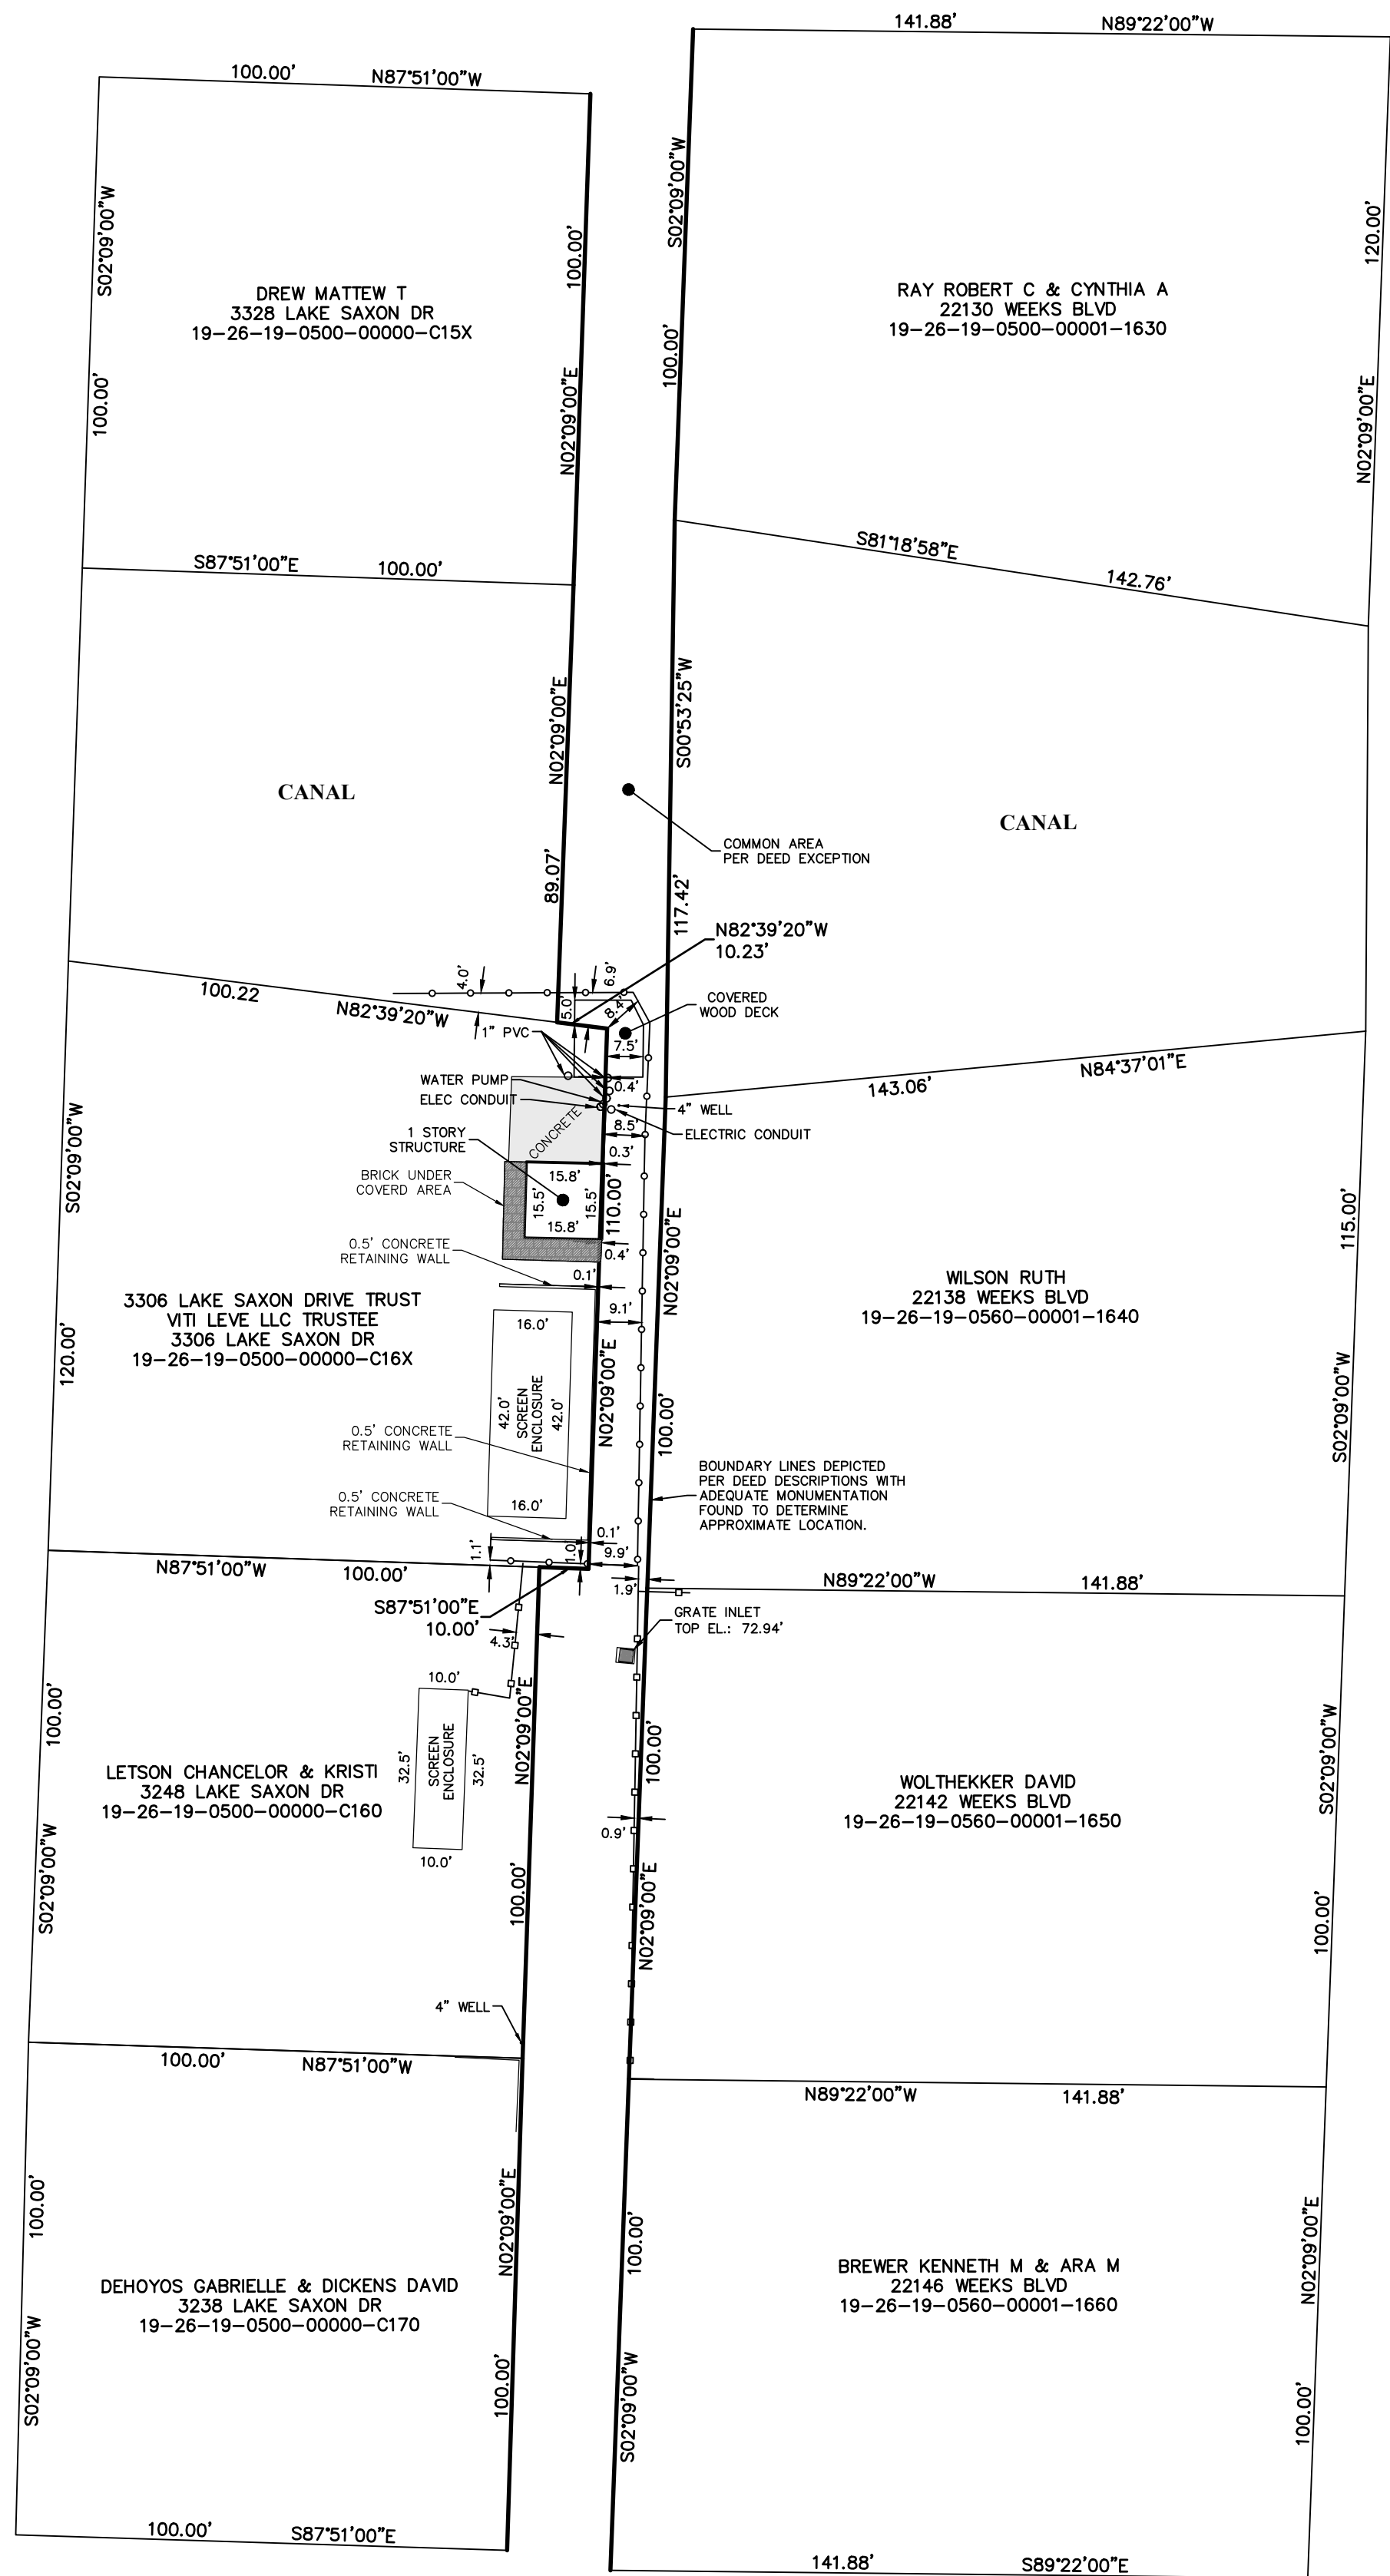 141.88' N89°22'00"W
100.00' N87°51'00"W
S02°09'00"W
100.00'
DREW MATTEW T
3328 LAKE SAXON DR
19-26-19-0500-00000-C15X
100.00'
N02°09'00"E
S02°09'00"W
100.00'
RAY ROBERT C & CYNTHIA A
22130 WEEKS BLVD
19-26-19-0500-00001-1630
120.00'
N02°09'00"E
S87°51'00"E 100.00'
S81°18'58"E 142.76'
CANAL
N02°09'00"E
89.07'
S00°53'25"W
117.42'
CANAL
COMMON AREA
PER DEED EXCEPTION
N82°39'20"W
10.23'
100.22
N82°39'20"W
4.0'
6.9'
5.0'
8.4'
COVERED
WOOD DECK
1" PVC
7.5'
0.4'
WATER PUMP
ELEC CONDUIT
4" WELL
ELECTRIC CONDUIT
143.06' N84°37'01"E
CONCRETE
8.5'
0.3'
1 STORY
STRUCTURE
BRICK UNDER
COVERD AREA
15.8'
15.5'
15.5'
15.8'
110.00'
0.4'
0.5' CONCRETE
RETAINING WALL
0.1'
9.1'
S02°09'00"W
120.00'
3306 LAKE SAXON DRIVE TRUST
VITI LEVE LLC TRUSTEE
3306 LAKE SAXON DR
19-26-19-0500-00000-C16X
16.0'
42.0'
SCREEN
ENCLOSURE
42.0'
16.0'
N02°09'00"E
N02°09'00"E
100.00'
WILSON RUTH
22138 WEEKS BLVD
19-26-19-0560-00001-1640
115.00'
S02°09'00"W
0.5' CONCRETE
RETAINING WALL
0.5' CONCRETE
RETAINING WALL
BOUNDARY LINES DEPICTED
PER DEED DESCRIPTIONS WITH
ADEQUATE MONUMENTATION
FOUND TO DETERMINE
APPROXIMATE LOCATION.
1.1'
1.0'
0.1'
9.9'
1.9'
N87°51'00"W 100.00'
N89°22'00"W 141.88'
S87°51'00"E
10.00'
4.3'
GRATE INLET
TOP EL.: 72.94'
100.00'
S02°09'00"W
LETSON CHANCELOR & KRISTI
3248 LAKE SAXON DR
19-26-19-0500-00000-C160
10.0'
32.5'
SCREEN
ENCLOSURE
32.5'
10.0'
N02°09'00"E
100.00'
100.00'
0.9'
N02°09'00"E
WOLTHEKKER DAVID
22142 WEEKS BLVD
19-26-19-0560-00001-1650
S02°09'00"W
100.00'
4" WELL
100.00' N87°51'00"W
N89°22'00"W 141.88'
100.00'
S02°09'00"W
DEHOYOS GABRIELLE & DICKENS DAVID
3238 LAKE SAXON DR
19-26-19-0500-00000-C170
N02°09'00"E
100.00'
100.00'
S02°09'00"W
BREWER KENNETH M & ARA M
22146 WEEKS BLVD
19-26-19-0560-00001-1660
N02°09'00"E
100.00'
100.00' S87°51'00"E
141.88' S89°22'00"E